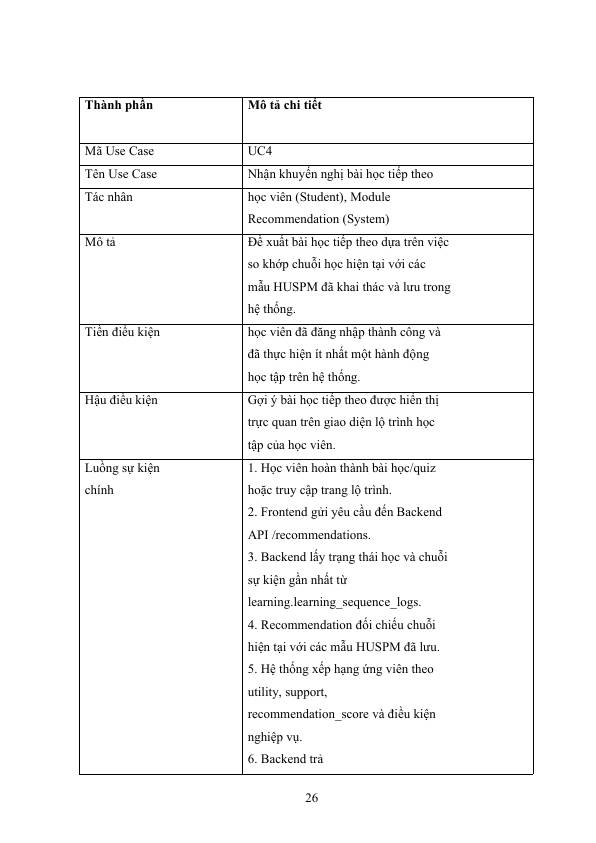 Thành phần
Mô tả chi tiết
Mã Use Case
UC4
Tên Use Case
Nhận khuyến nghị bài học tiếp theo
Tác nhân
học viên (Student), Module
Recommendation (System)
Mô tả
Đề xuất bài học tiếp theo dựa trên việc
so khớp chuỗi học hiện tại với các
mẫu HUSPM đã khai thác và lưu trong
hệ thống.
Tiền điều kiện
học viên đã đăng nhập thành công và
đã thực hiện ít nhất một hành động
học tập trên hệ thống.
Hậu điều kiện
Gợi ý bài học tiếp theo được hiển thị
trực quan trên giao diện lộ trình học
tập của học viên.
Luồng sự kiện
chính
1. Học viên hoàn thành bài học/quiz
hoặc truy cập trang lộ trình.
2. Frontend gửi yêu cầu đến Backend
API /recommendations.
3. Backend lấy trạng thái học và chuỗi
sự kiện gần nhất từ
learning.learning_sequence_logs.
4. Recommendation đối chiếu chuỗi
hiện tại với các mẫu HUSPM đã lưu.
5. Hệ thống xếp hạng ứng viên theo
utility, support,
recommendation_score và điều kiện
nghiệp vụ.
6. Backend trả
26